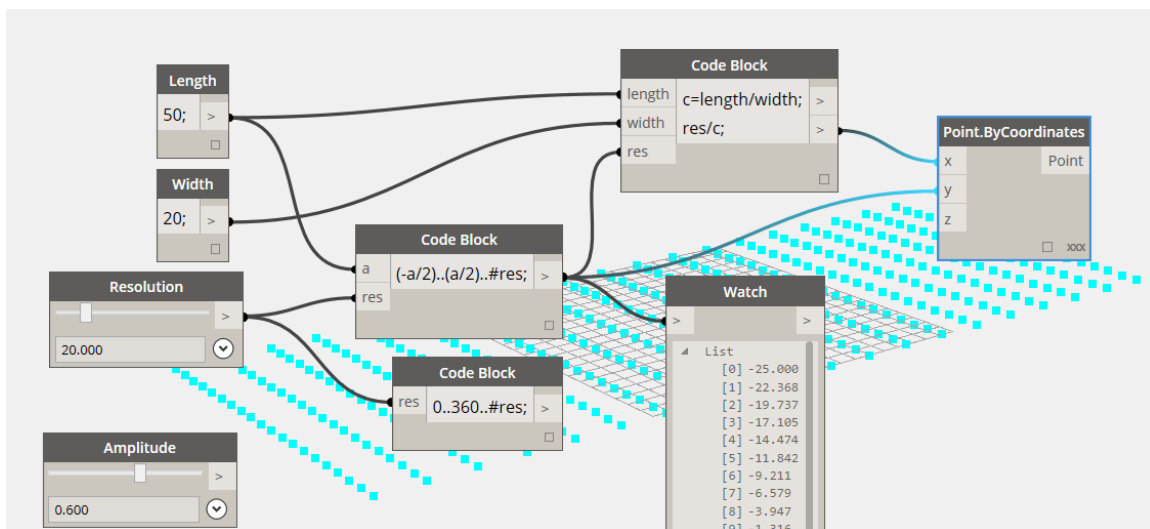 Length
50; >
Width
20; >
Resolution
>
20.000
Amplitude
>
0.600
Code Block
a (-a/2)..(a/2)..#res; >
res
Code Block
res 0..360..#res; >
Code Block
length c=length/width; >
width res/c; >
res
Watch
> >
List
[0] -25.000
[1] -22.368
[2] -19.737
[3] -17.105
[4] -14.474
[5] -11.842
[6] -9.211
[7] -6.579
[8] -3.947
[9] -1.316
Point.ByCoordinates
x Point
y
z
xxx